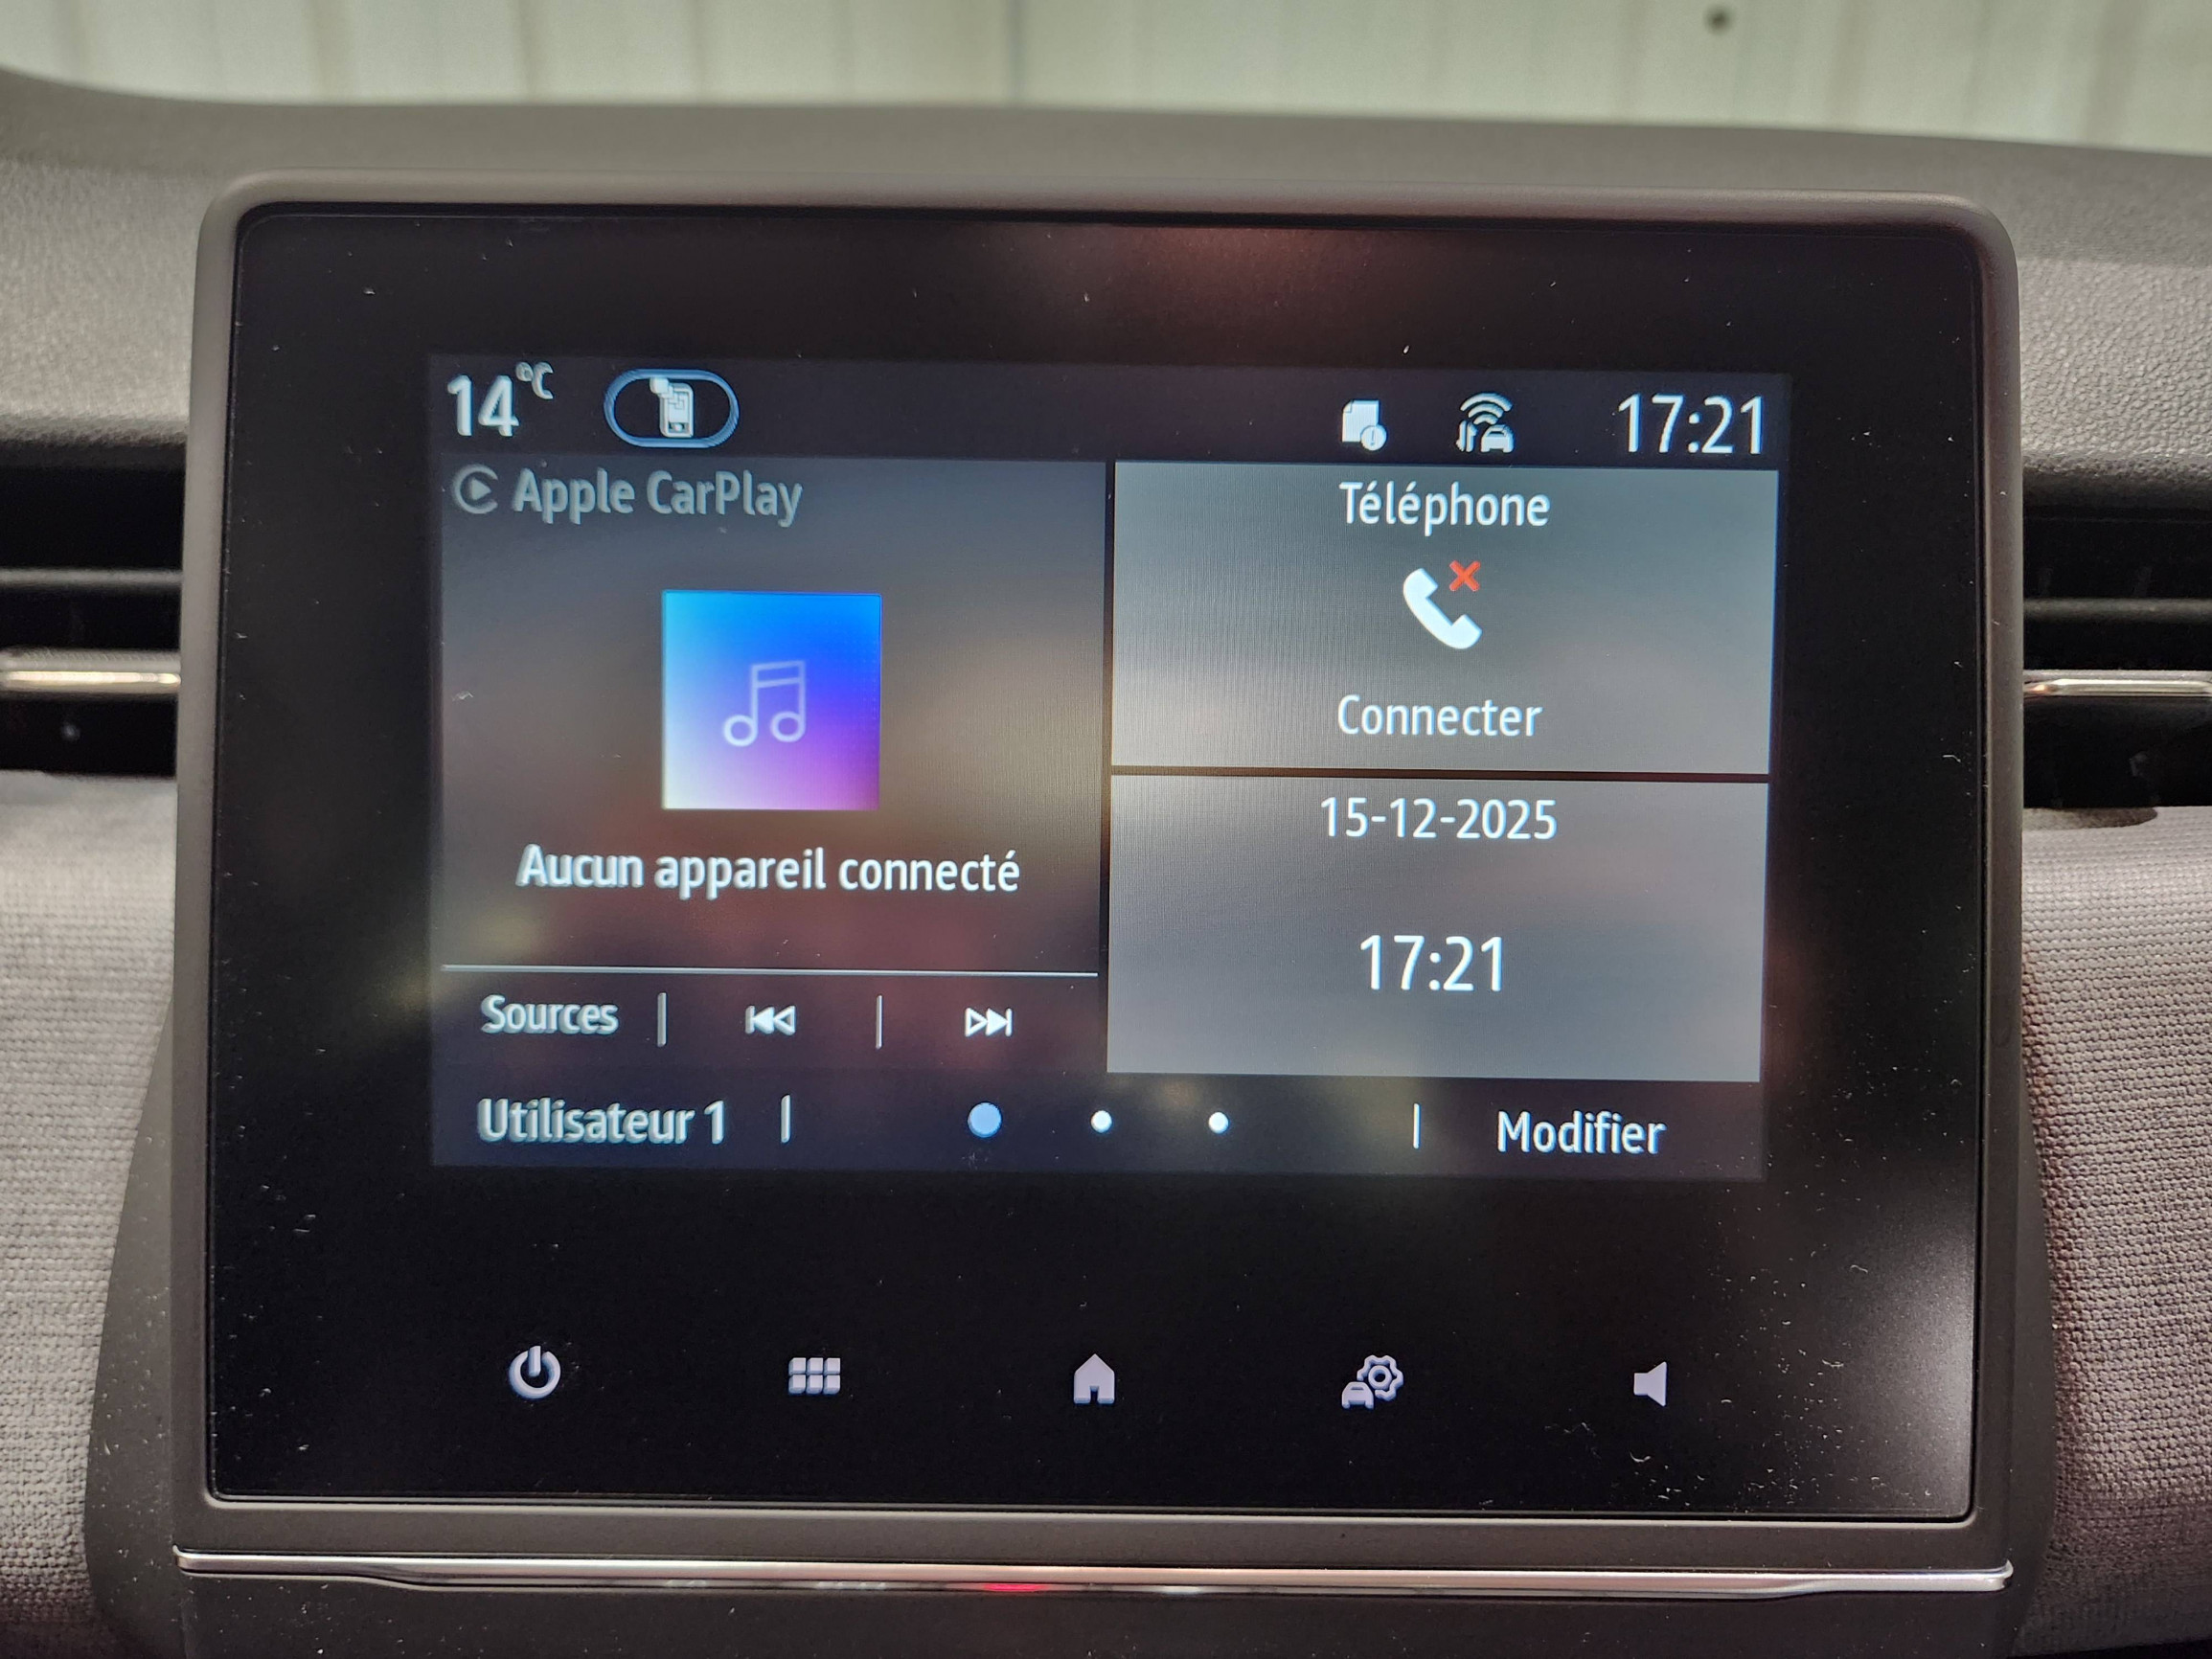 14°C
17:21
Apple CarPlay
Aucun appareil connecté
Sources
Téléphone
Connecter
15-12-2025
17:21
Utilisateur 1
Modifier